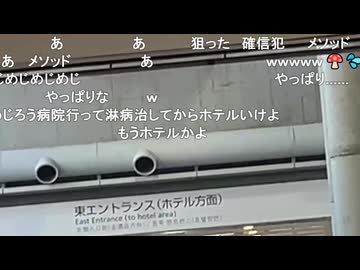 あ　あ　狙った　確信犯　メソッド
あ　メソッド　あ　wwwww🍄💦
じめじめじめじ　やっぱり……
やっぱりな　w
めじろう病院行って淋病治してからホテルいけよ
もうホテルかよ
東エントランス(ホテル方面)
East Entrance (to hotel area)